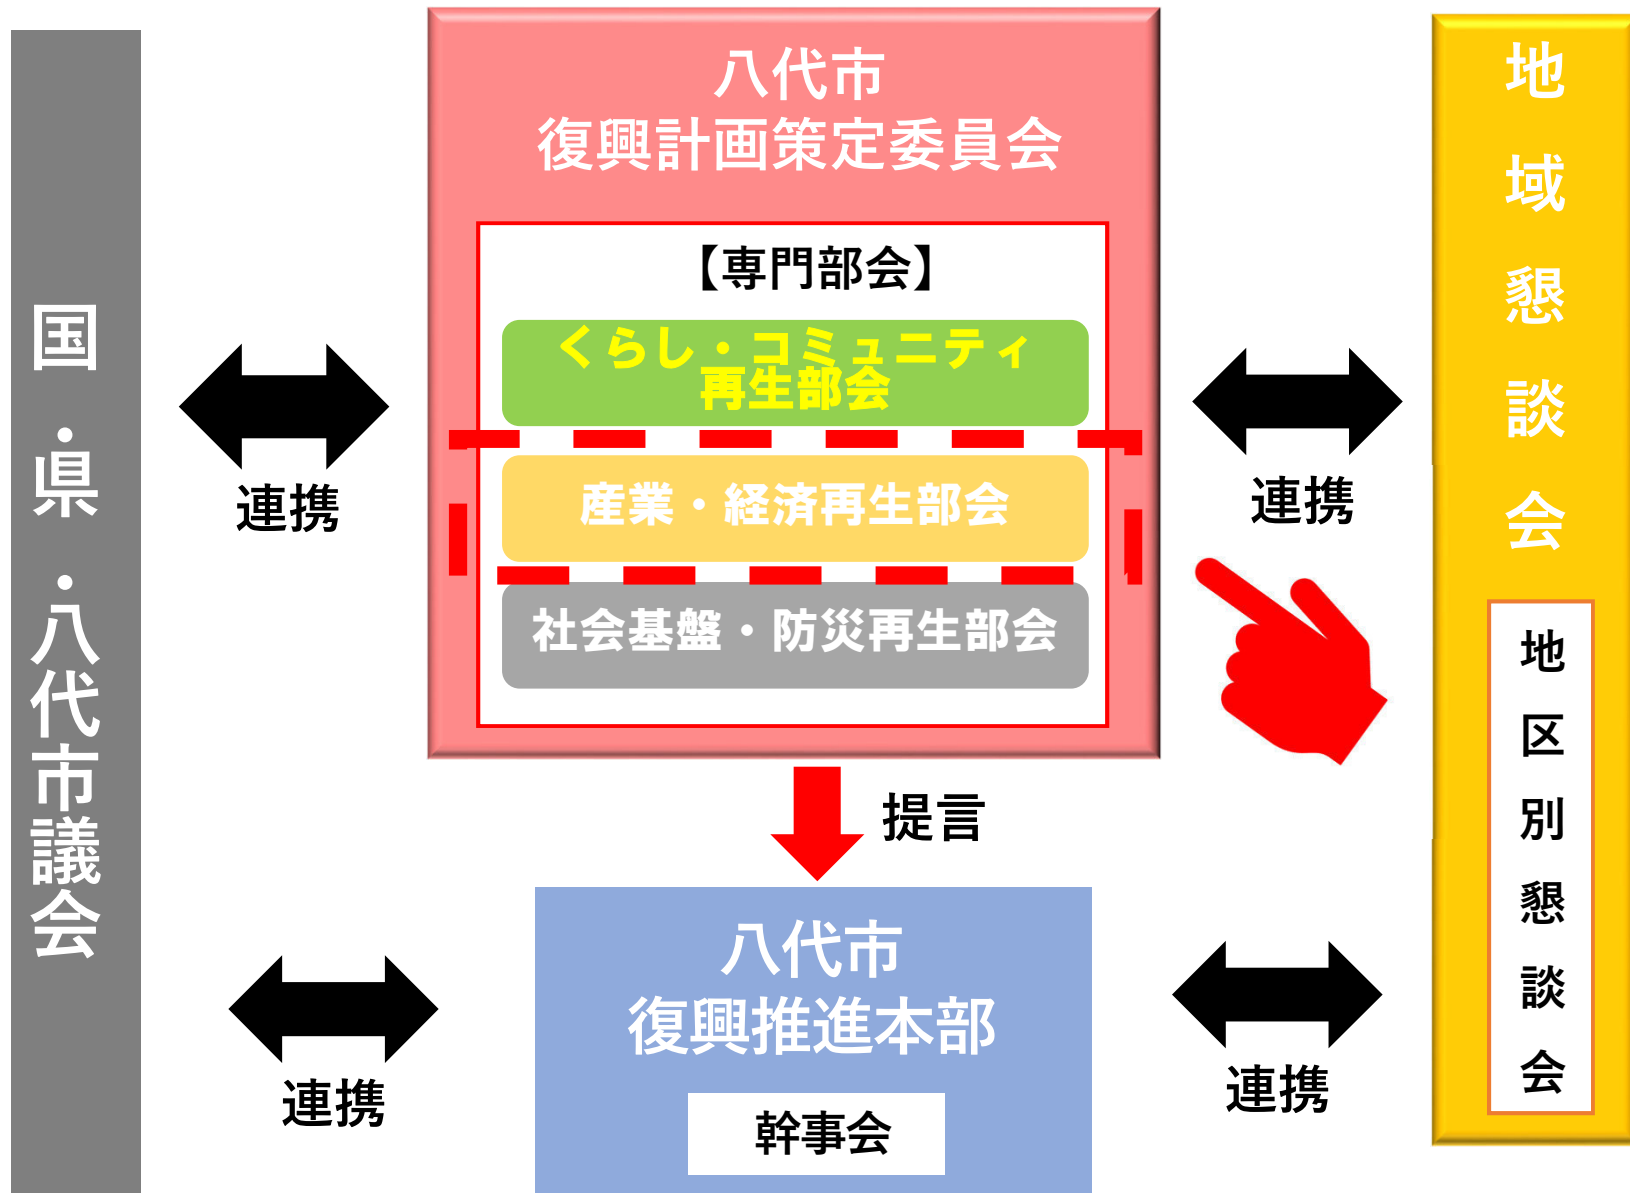 国・県・八代市議会
連携
連携
八代市
復興計画策定委員会
【専門部会】
くらし・コミュニティ
再生部会
産業・経済再生部会
社会基盤・防災再生部会
提言
八代市
復興推進本部
幹事会
連携
連携
地域懇談会
地区別懇談会